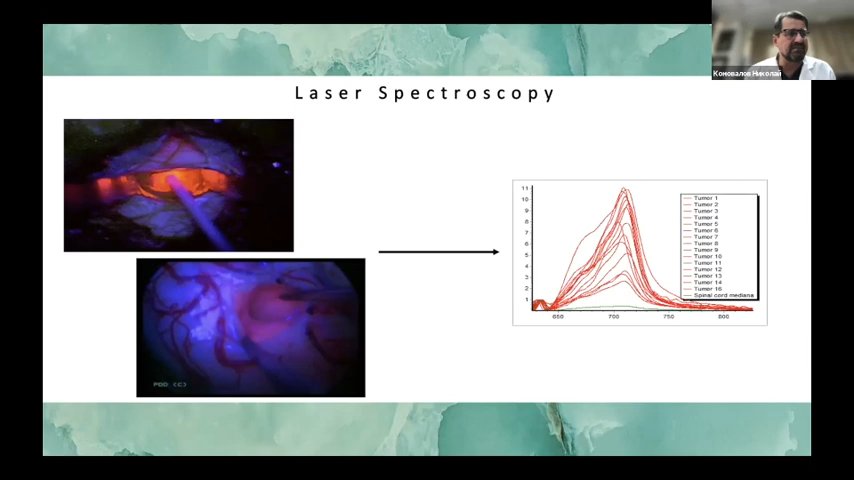 Коновалов Николай
Laser Spectroscopy
PDD (C)
11
10
9
8
7
6
5
4
3
2
1
650
700
750
800
Tumor 1
Tumor 2
Tumor 3
Tumor 4
Tumor 5
Tumor 6
Tumor 7
Tumor 8
Tumor 9
Tumor 10
Tumor 11
Tumor 12
Tumor 13
Tumor 14
Tumor 16
Spinal cord mediana